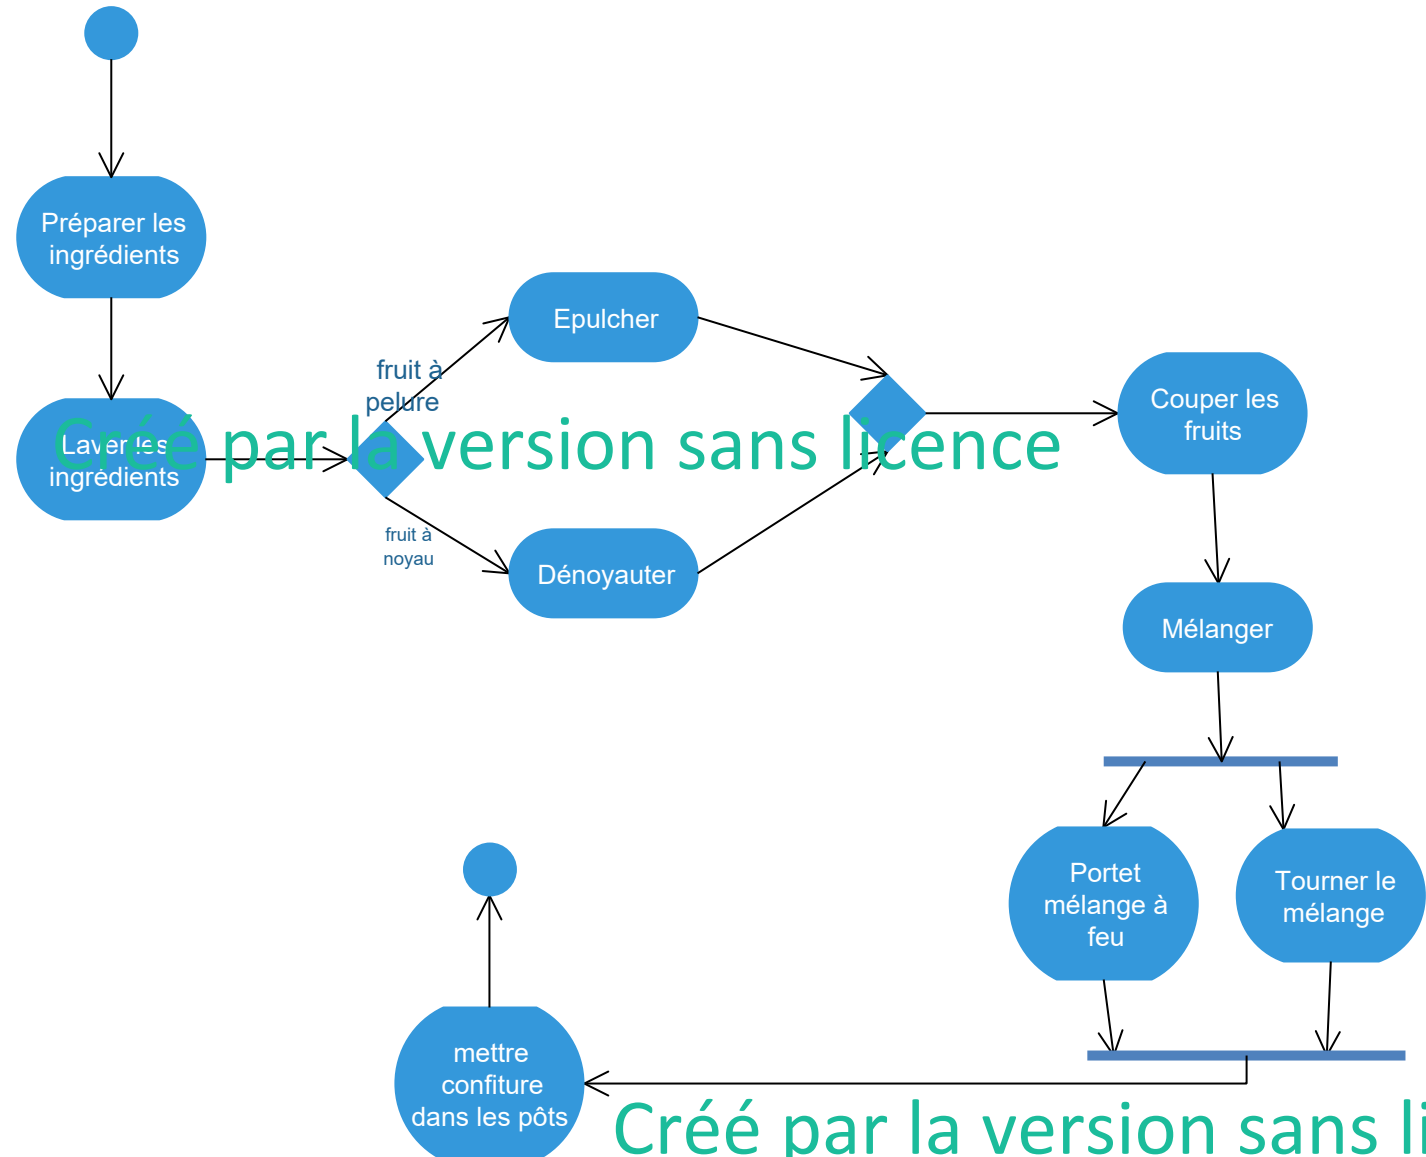 Préparer les
ingrédients
Laver les
ingrédients
fruit à
pelure
fruit à
noyau
Epulcher
Dénoyauter
Créé par la version sans licence
Couper les
fruits
Mélanger
Portet
mélange à
feu
Tourner le
mélange
mettre
confiture
dans les pôts
Créé par la version sans li